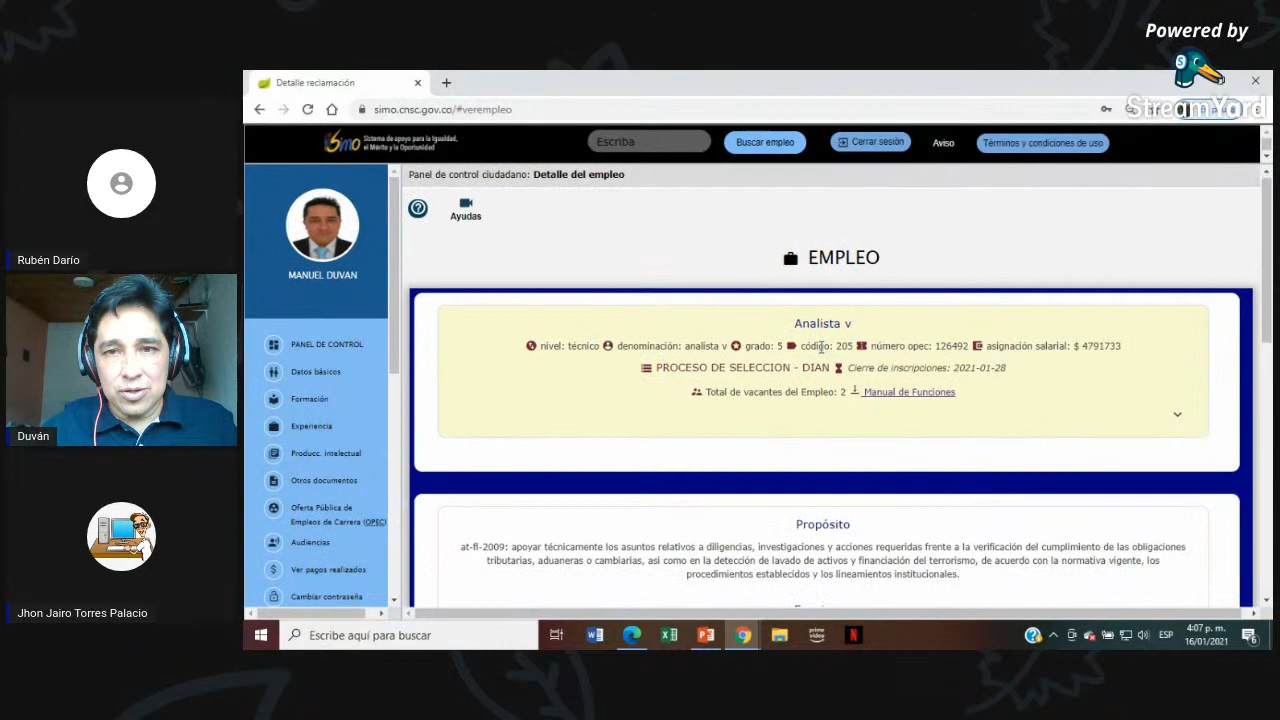 Powered by
StreamYard
Detalle reclamación
simo.cnsc.gov.co/#verempleo
Simo
Sistema de apoyo para la Igualdad,
el Mérito y la Oportunidad
Escriba
Buscar empleo
Cerrar sesión
Aviso
Términos y condiciones de uso
Panel de control ciudadano: Detalle del empleo
Ayudas
MANUEL DUVAN
PANEL DE CONTROL
Datos básicos
Formación
Experiencia
Producc. intelectual
Otros documentos
Oferta Pública de
Empleos de Carrera (OPEC)
Audiencias
Ver pagos realizados
Cambiar contraseña
EMPLEO
Analista v
nivel: técnico denominación: analista v grado: 5 código: 205 número opec: 126492 asignación salarial: $ 4791733
PROCESO DE SELECCION - DIAN Cierre de inscripciones: 2021-01-28
Total de vacantes del Empleo: 2 Manual de Funciones
Propósito
at-fl-2009: apoyar técnicamente los asuntos relativos a diligencias, investigaciones y acciones requeridas frente a la verificación del cumplimiento de las obligaciones
tributarias, aduaneras o cambiarias, asi como en la detección de lavado de activos y financiación del terrorismo, de acuerdo con la normativa vigente, los
procedimientos establecidos y los lineamientos institucionales.
Rubén Darío
Duván
Jhon Jairo Torres Palacio
Escribe aquí para buscar
prime
video
N
ESP
4:07 p. m.
16/01/2021
6